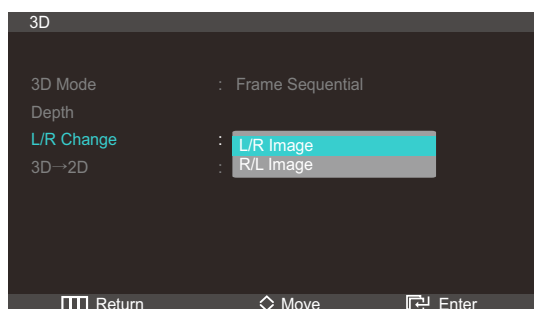 3D
3D Mode : Frame Sequential
Depth
L/R Change : L/R Image
3D→2D : R/L Image
Return Move Enter